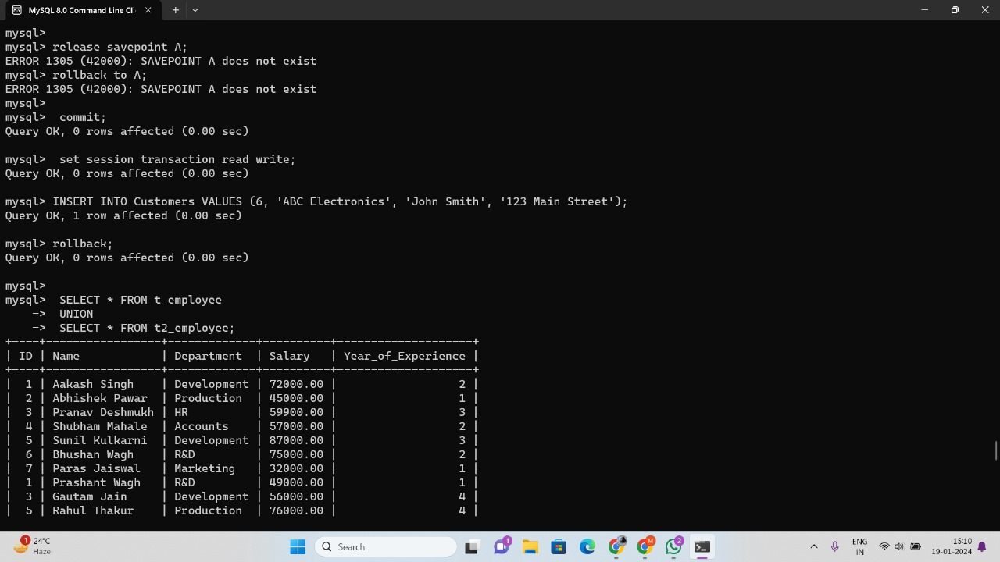 MySQL 8.0 Command Line Cli
mysql>
mysql> release savepoint A;
ERROR 1305 (42000): SAVEPOINT A does not exist
mysql> rollback to A;
ERROR 1305 (42000): SAVEPOINT A does not exist
mysql>
mysql>  commit;
Query OK, 0 rows affected (0.00 sec)
mysql>  set session transaction read write;
Query OK, 0 rows affected (0.00 sec)
mysql> INSERT INTO Customers VALUES (6, 'ABC Electronics', 'John Smith', '123 Main Street');
Query OK, 1 row affected (0.00 sec)
mysql> rollback;
Query OK, 0 rows affected (0.00 sec)
mysql>
mysql>  SELECT * FROM t_employee
    ->  UNION
    ->  SELECT * FROM t2_employee;
+----+-----------------+-------------+----------+--------------------+
| ID | Name            | Department  | Salary   | Year_of_Experience |
+----+-----------------+-------------+----------+--------------------+
|  1 | Aakash Singh    | Development | 72000.00 |                  2 |
|  2 | Abhishek Pawar  | Production  | 45000.00 |                  1 |
|  3 | Pranav Deshmukh | HR          | 59900.00 |                  3 |
|  4 | Shubham Mahale  | Accounts    | 57000.00 |                  2 |
|  5 | Sunil Kulkarni  | Development | 87000.00 |                  3 |
|  6 | Bhushan Wagh    | R&D         | 75000.00 |                  2 |
|  7 | Paras Jaiswal   | Marketing   | 32000.00 |                  1 |
|  1 | Prashant Wagh   | R&D         | 49000.00 |                  1 |
|  3 | Gautam Jain     | Development | 56000.00 |                  4 |
|  5 | Rahul Thakur    | Production  | 76000.00 |                  4 |
1 24°C
Haze
Search
1
M
2
ENG
IN
15:10
19-01-2024